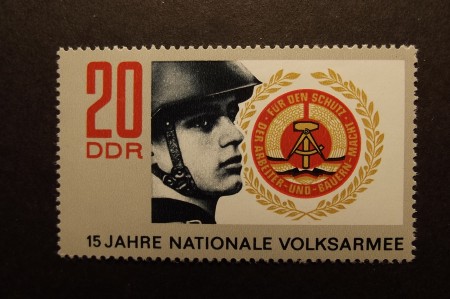 20
DDR
FÜR DEN SCHUTZ
DER ARBEITER-UND-BAUERN-MACHT
15 JAHRE NATIONALE VOLKSARMEE